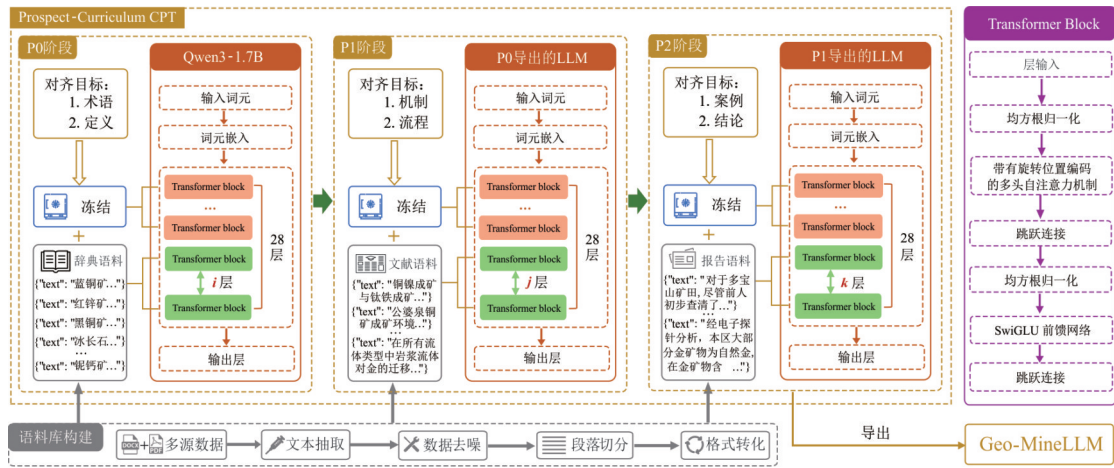 Prospect-Curriculum CPT
P0阶段
对齐目标：
1. 术语
2. 定义
冻结
+
辞典语料
{"text": "蓝铜矿…"}
{"text": "红锌矿…"}
{"text": "黑铜矿…"}
{"text": "冰长石…"}
…
{"text": "铌钙矿…"}
Qwen3-1.7B
输入词元
词元嵌入
Transformer block
…
Transformer block
Transformer block
i 层
Transformer block
28
层
输出层
P1阶段
对齐目标：
1. 机制
2. 流程
冻结
+
文献语料
{"text": "铜镍成矿
与钛铁成矿…"}
{"text": "公婆泉铜
矿成矿环境…"}
…
{"text": "在所有流
体类型中岩浆流体
对金的迁移…"}
P0导出的LLM
输入词元
词元嵌入
Transformer block
…
Transformer block
Transformer block
j 层
Transformer block
28
层
输出层
P2阶段
对齐目标：
1. 案例
2. 结论
冻结
+
报告语料
{"text": "对于多宝
山矿田, 尽管前人
初步查清了…"}
…
{"text": "经电子探
针分析，本区大部
分金矿物为自然金,
在金矿物含 …"}
P1导出的LLM
输入词元
词元嵌入
Transformer block
…
Transformer block
Transformer block
k 层
Transformer block
28
层
输出层
Transformer Block
层输入
均方根归一化
带有旋转位置编码
的多头自注意力机制
跳跃连接
均方根归一化
SwiGLU 前馈网络
跳跃连接
语料库构建
DOCX
+
PDF
多源数据
文本抽取
数据去噪
段落切分
格式转化
导出
Geo-MineLLM